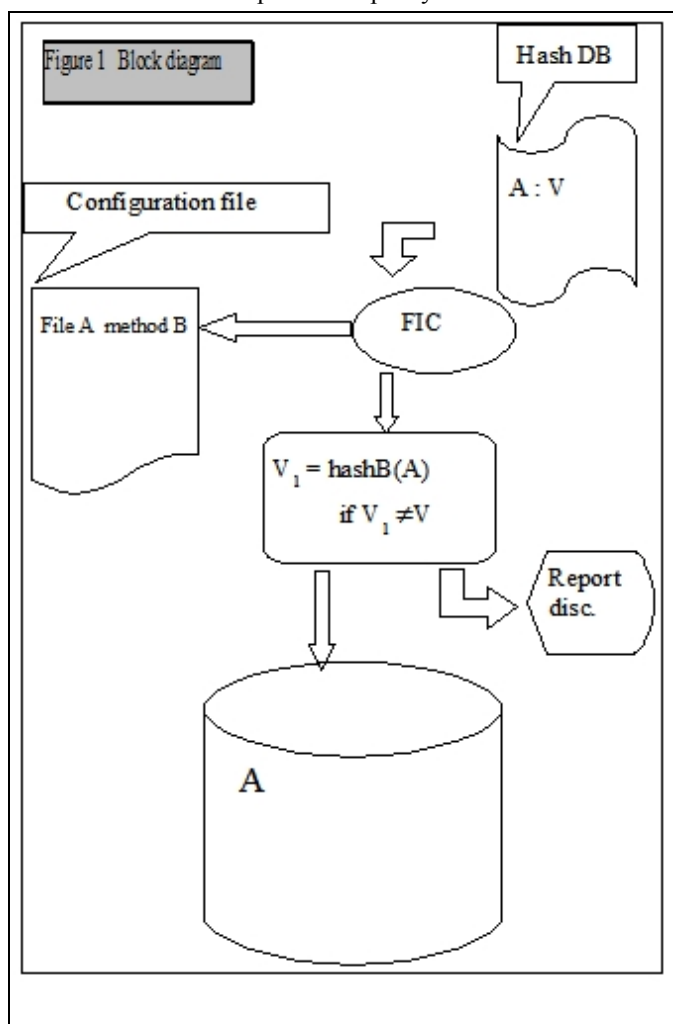 Figure 1 Block diagram
Hash DB
A : V
Configuration file
File A method B
FIC
V1 = hashB(A)
if V1 ≠V
Report
disc.
A